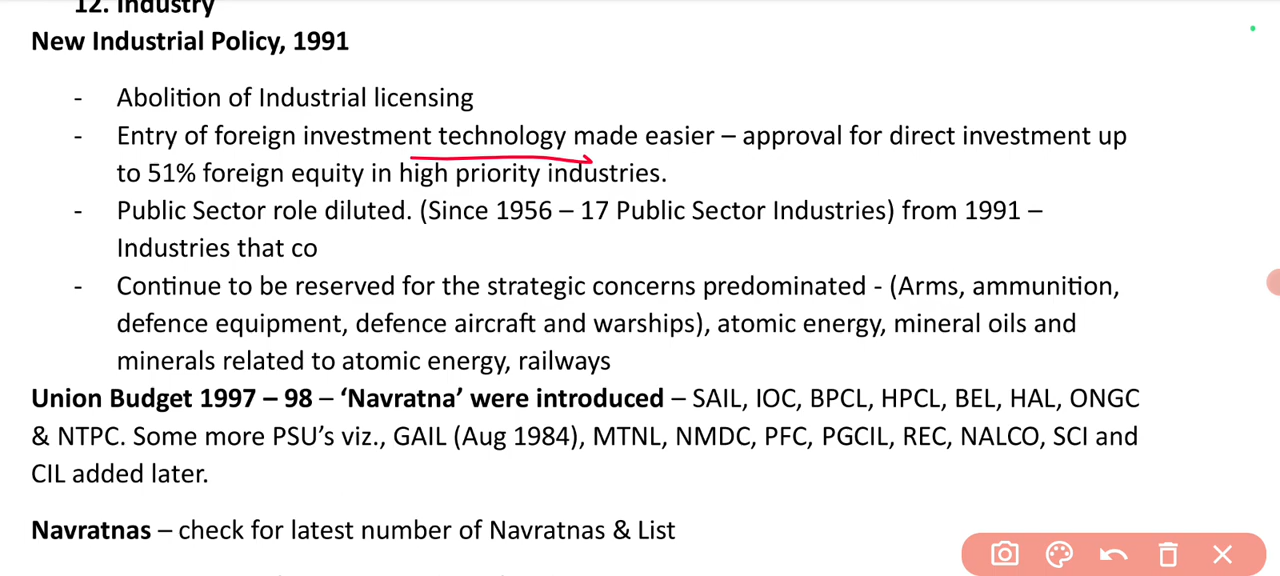 12. Industry
New Industrial Policy, 1991
- Abolition of Industrial licensing
- Entry of foreign investment technology made easier – approval for direct investment up
to 51% foreign equity in high priority industries.
- Public Sector role diluted. (Since 1956 – 17 Public Sector Industries) from 1991 –
Industries that co
- Continue to be reserved for the strategic concerns predominated - (Arms, ammunition,
defence equipment, defence aircraft and warships), atomic energy, mineral oils and
minerals related to atomic energy, railways
Union Budget 1997 – 98 – ‘Navratna’ were introduced – SAIL, IOC, BPCL, HPCL, BEL, HAL, ONGC
& NTPC. Some more PSU’s viz., GAIL (Aug 1984), MTNL, NMDC, PFC, PGCIL, REC, NALCO, SCI and
CIL added later.
Navratnas – check for latest number of Navratnas & List